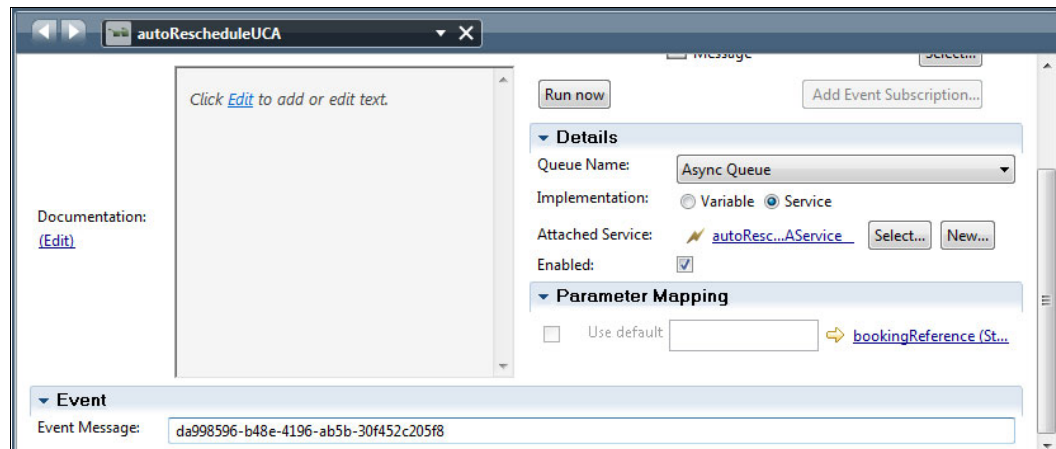 autoRescheduleUCA
Message
Select...
Click Edit to add or edit text.
Run now
Add Event Subscription...
Details
Queue Name:
Async Queue
Implementation:
Variable
Service
Documentation:
(Edit)
Attached Service:
autoResc...AService
Select...
New...
Enabled:
Parameter Mapping
Use default
bookingReference (St...
Event
Event Message:
da998596-b48e-4196-ab5b-30f452c205f8